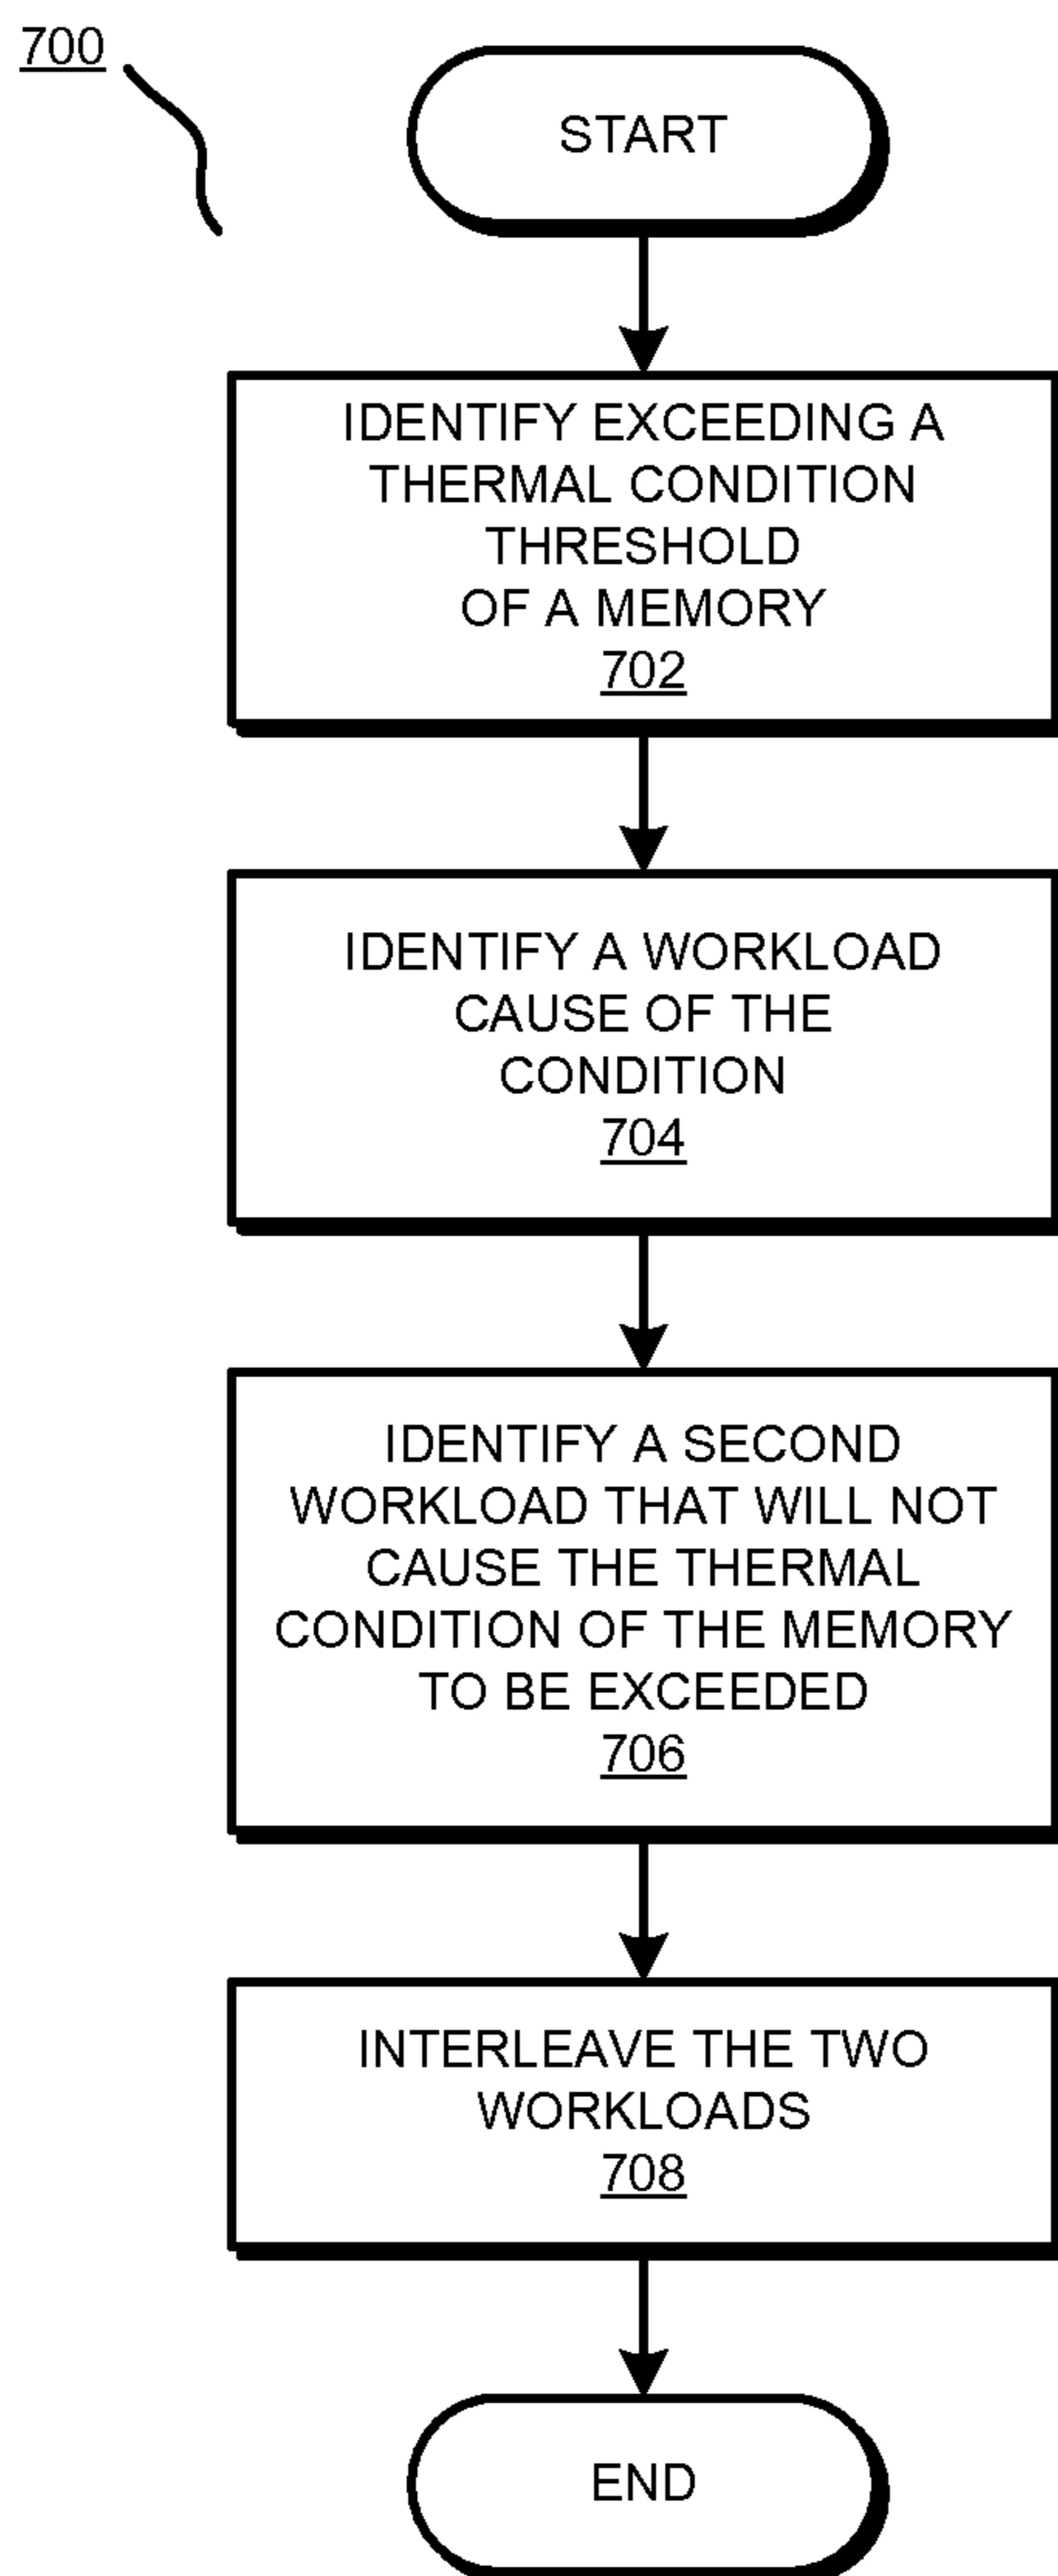 700
START
IDENTIFY EXCEEDING A
THERMAL CONDITION
THRESHOLD
OF A MEMORY
702
IDENTIFY A WORKLOAD
CAUSE OF THE
CONDITION
704
IDENTIFY A SECOND
WORKLOAD THAT WILL NOT
CAUSE THE THERMAL
CONDITION OF THE MEMORY
TO BE EXCEEDED
706
INTERLEAVE THE TWO
WORKLOADS
708
END